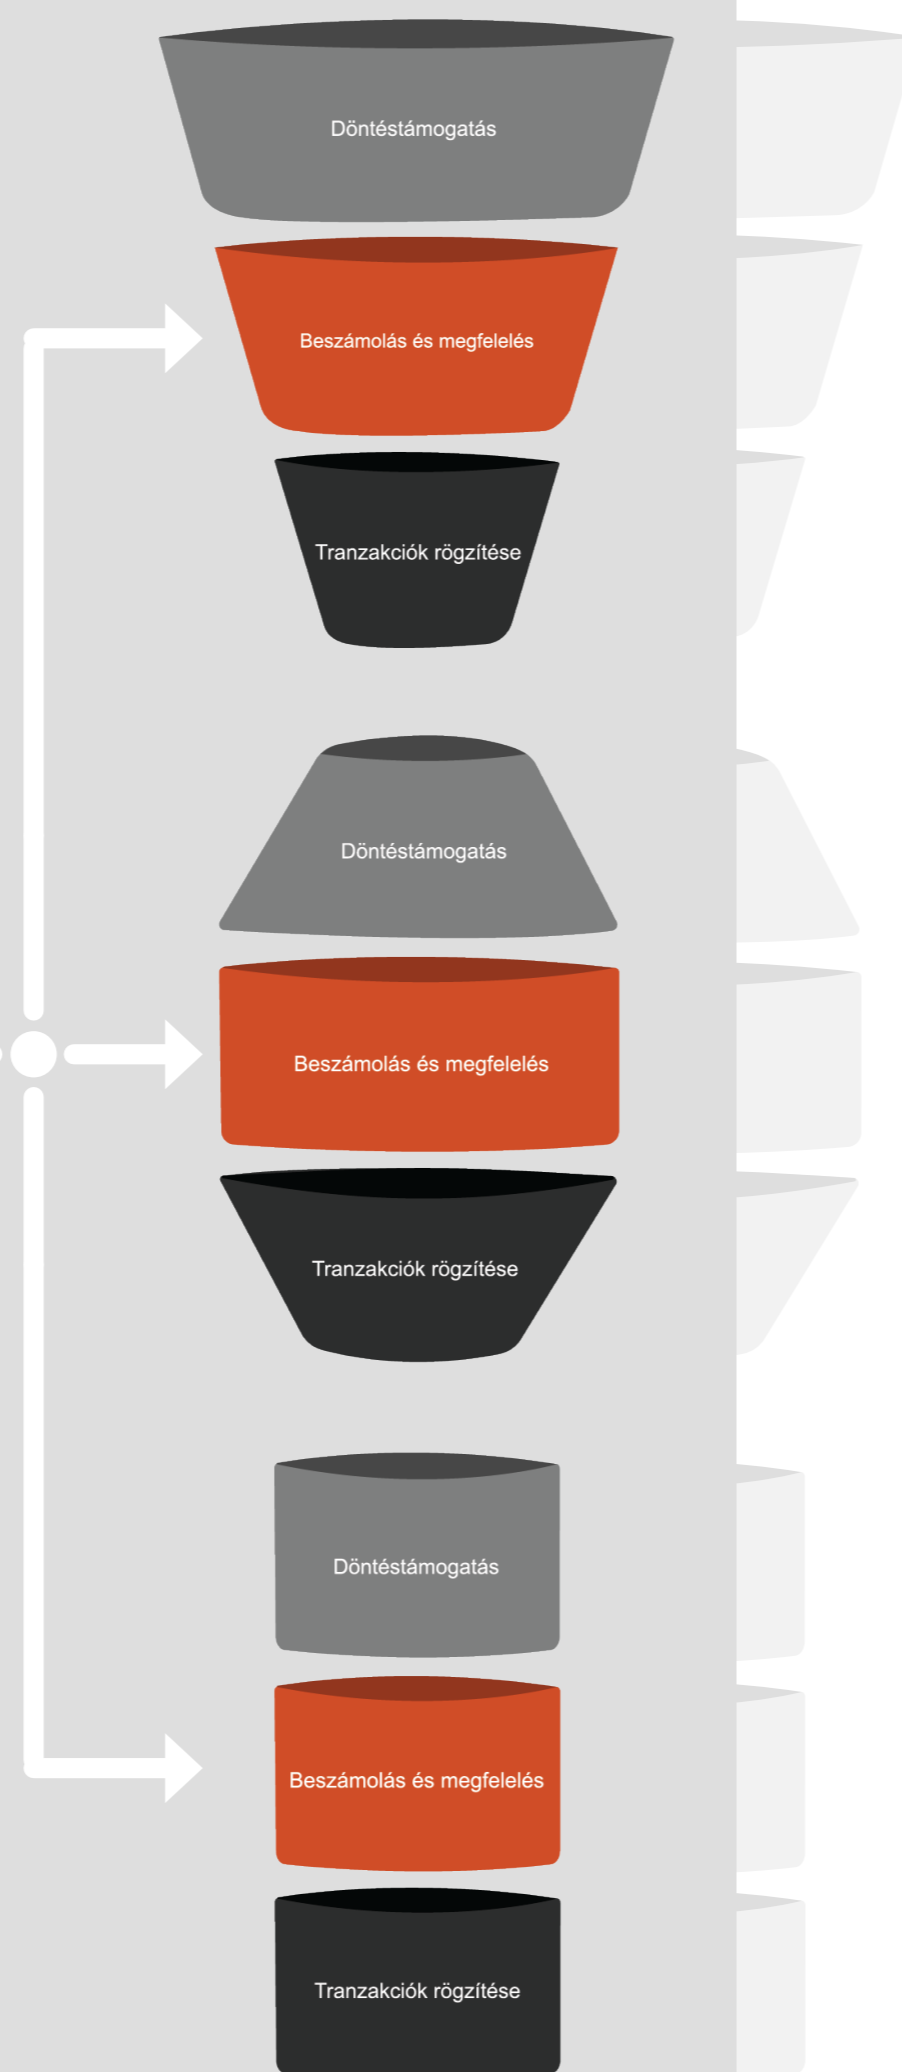 Döntéstámogatás
Beszámolás és megfelelés
Tranzakciók rögzítése
Döntéstámogatás
Beszámolás és megfelelés
Tranzakciók rögzítése
Döntéstámogatás
Beszámolás és megfelelés
Tranzakciók rögzítése